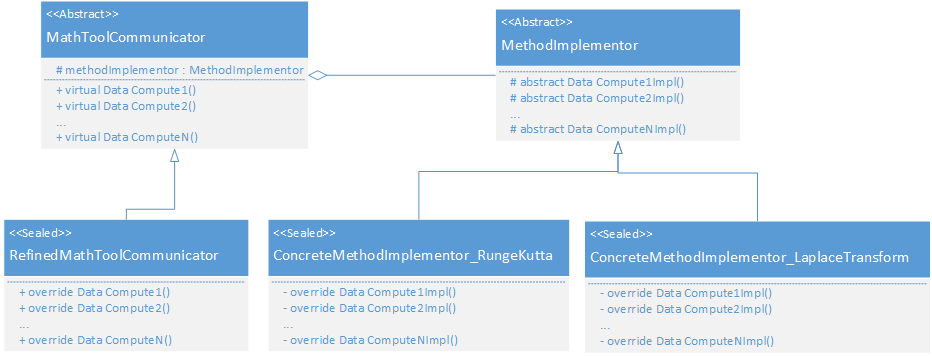 <<Abstract>>
MathToolCommunicator
# methodImplementor : MethodImplementor
+ virtual Data Compute1()
+ virtual Data Compute2()
...
+ virtual Data ComputeN()
<<Abstract>>
MethodImplementor
# abstract Data Compute1Impl()
# abstract Data Compute2Impl()
...
# abstract Data ComputeNImpl()
<<Sealed>>
RefinedMathToolCommunicator
+ override Data Compute1()
+ override Data Compute2()
...
+ override Data ComputeN()
<<Sealed>>
ConcreteMethodImplementor_RungeKutta
- override Data Compute1Impl()
- override Data Compute2Impl()
...
- override Data ComputeNImpl()
<<Sealed>>
ConcreteMethodImplementor_LaplaceTransform
- override Data Compute1Impl()
- override Data Compute2Impl()
...
- override Data ComputeNImpl()